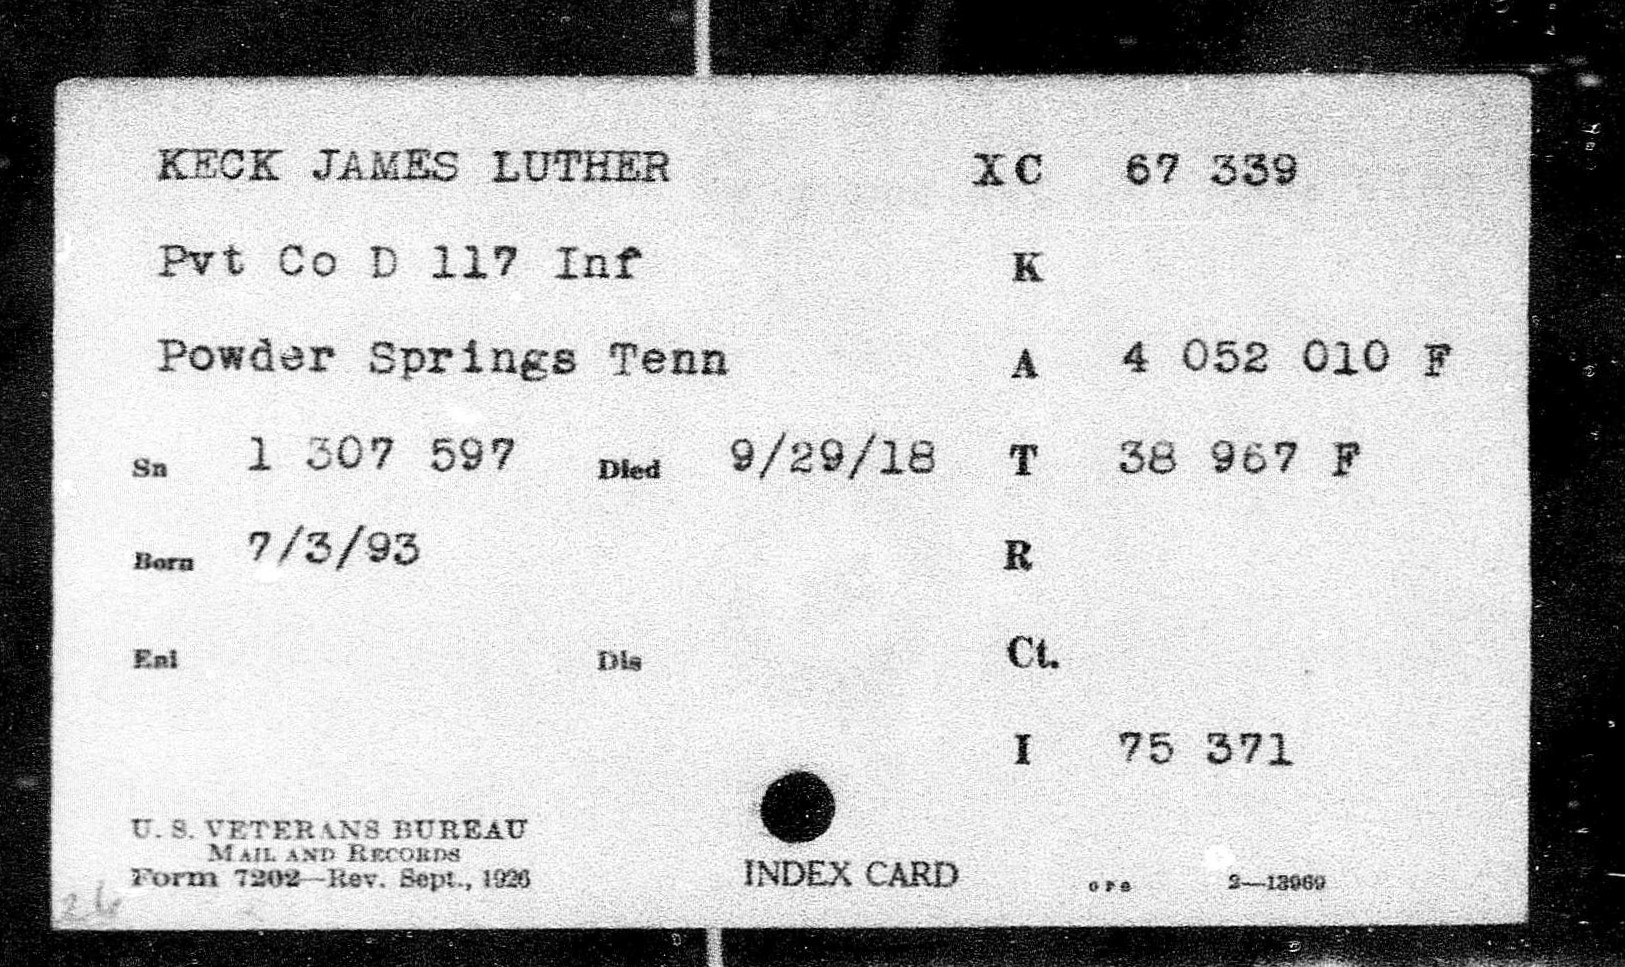 KECK JAMES LUTHER XC 67 339
Pvt Co D 117 Inf K
Powder Springs Tenn A 4 052 010 F
Sn 1 307 597 Died 9/29/18 T 38 967 F
Born 7/3/93 R
Enl Dis Ct.
I 75 371
U. S. VETERANS BUREAU
MAIL AND RECORDS
Form 7202—Rev. Sept., 1926 INDEX CARD GPO 2—13969
26